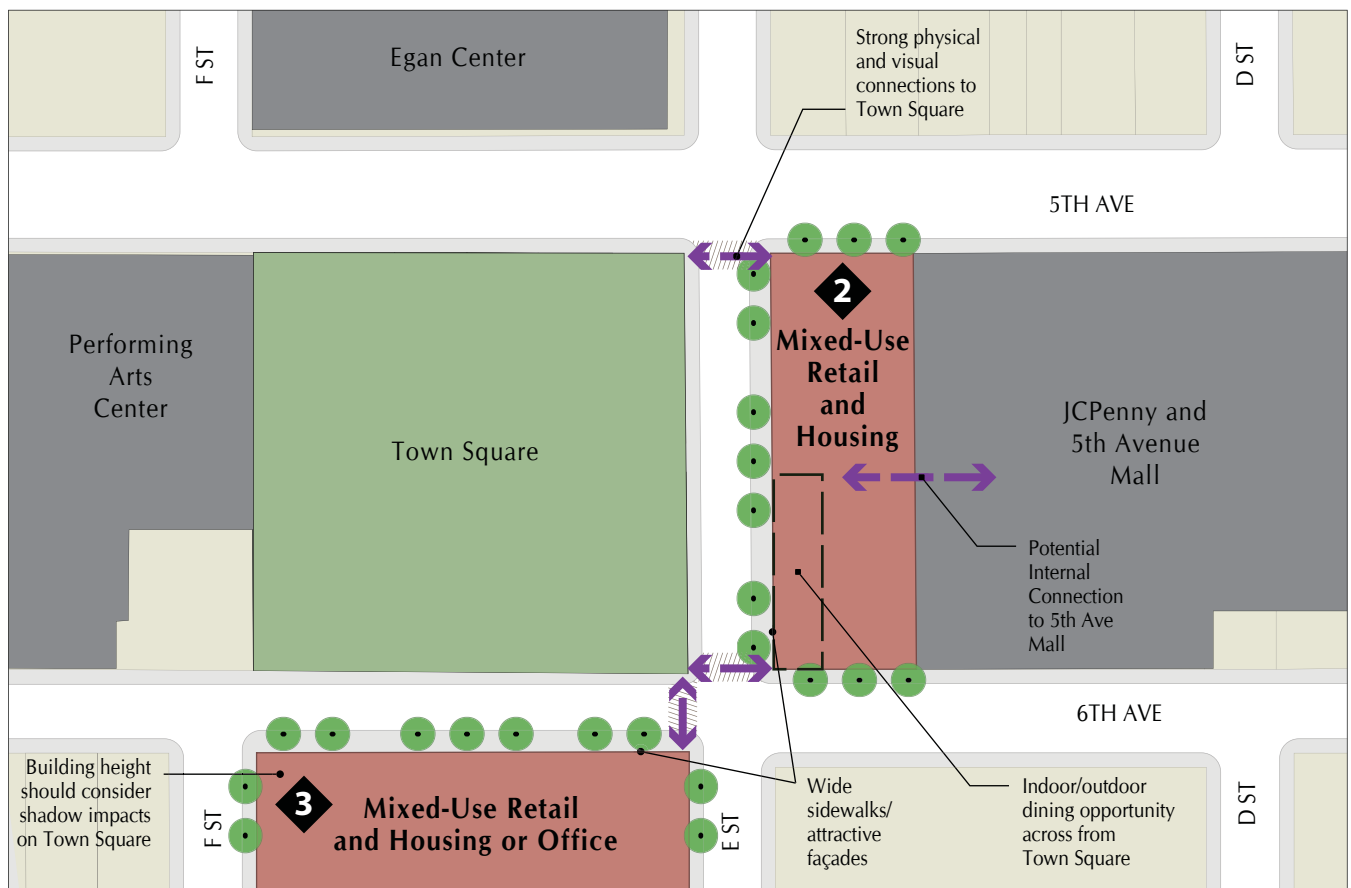 F ST
Egan Center
Strong physical
and visual
connections to
Town Square
D ST
5TH AVE
Performing
Arts
Center
Town Square
2
Mixed-Use
Retail
and
Housing
JCPenny and
5th Avenue
Mall
Potential
Internal
Connection
to 5th Ave
Mall
6TH AVE
Building height
should consider
shadow impacts
on Town Square
F ST
3
Mixed-Use Retail
and Housing or Office
E ST
Wide
sidewalks/
attractive
façades
Indoor/outdoor
dining opportunity
across from
Town Square
D ST